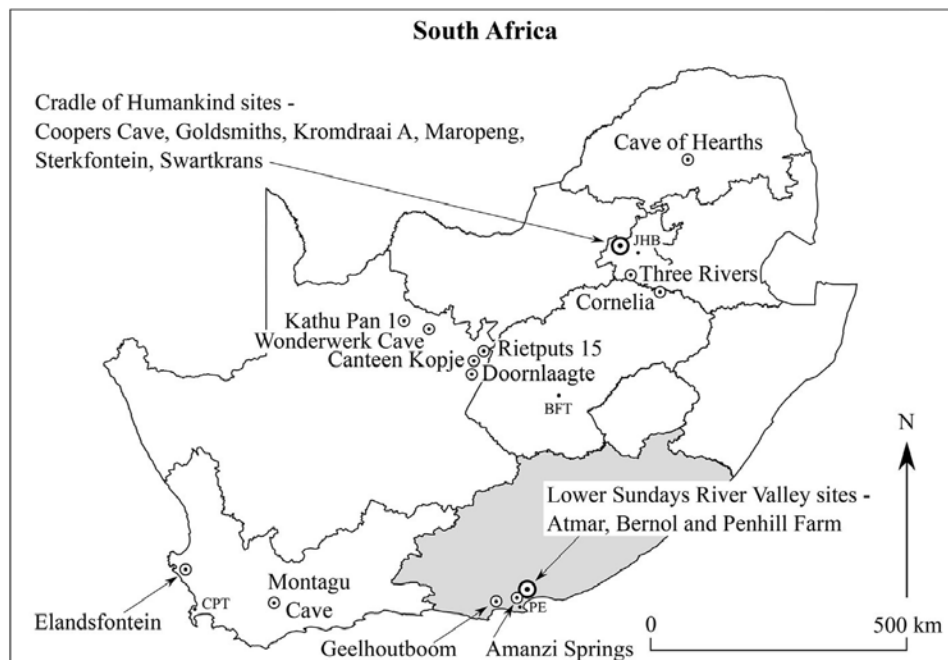 South Africa
Cradle of Humankind sites -
Coopers Cave, Goldsmiths, Kromdraai A, Maropeng,
Sterkfontein, Swartkrans
Cave of Hearths
JHB
Three Rivers
Cornelia
Kathu Pan 1
Wonderwerk Cave
Canteen Kopje
Rietputs 15
Doornlaagte
BFT
N
Lower Sundays River Valley sites -
Atmar, Bernol and Penhill Farm
Montagu
Cave
CPT
Elandsfontein
PE
Geelhoutboom
Amanzi Springs
0
500 km